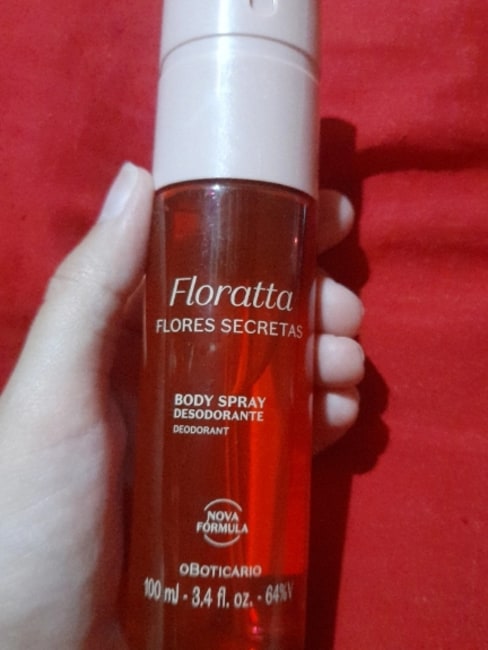 Floratta
FLORES SECRETAS
BODY SPRAY
DESODORANTE
DEODORANT
NOVA
FÓRMULA
oBOTICÁRIO
100 ml - 3.4 fl. oz. - 64%V